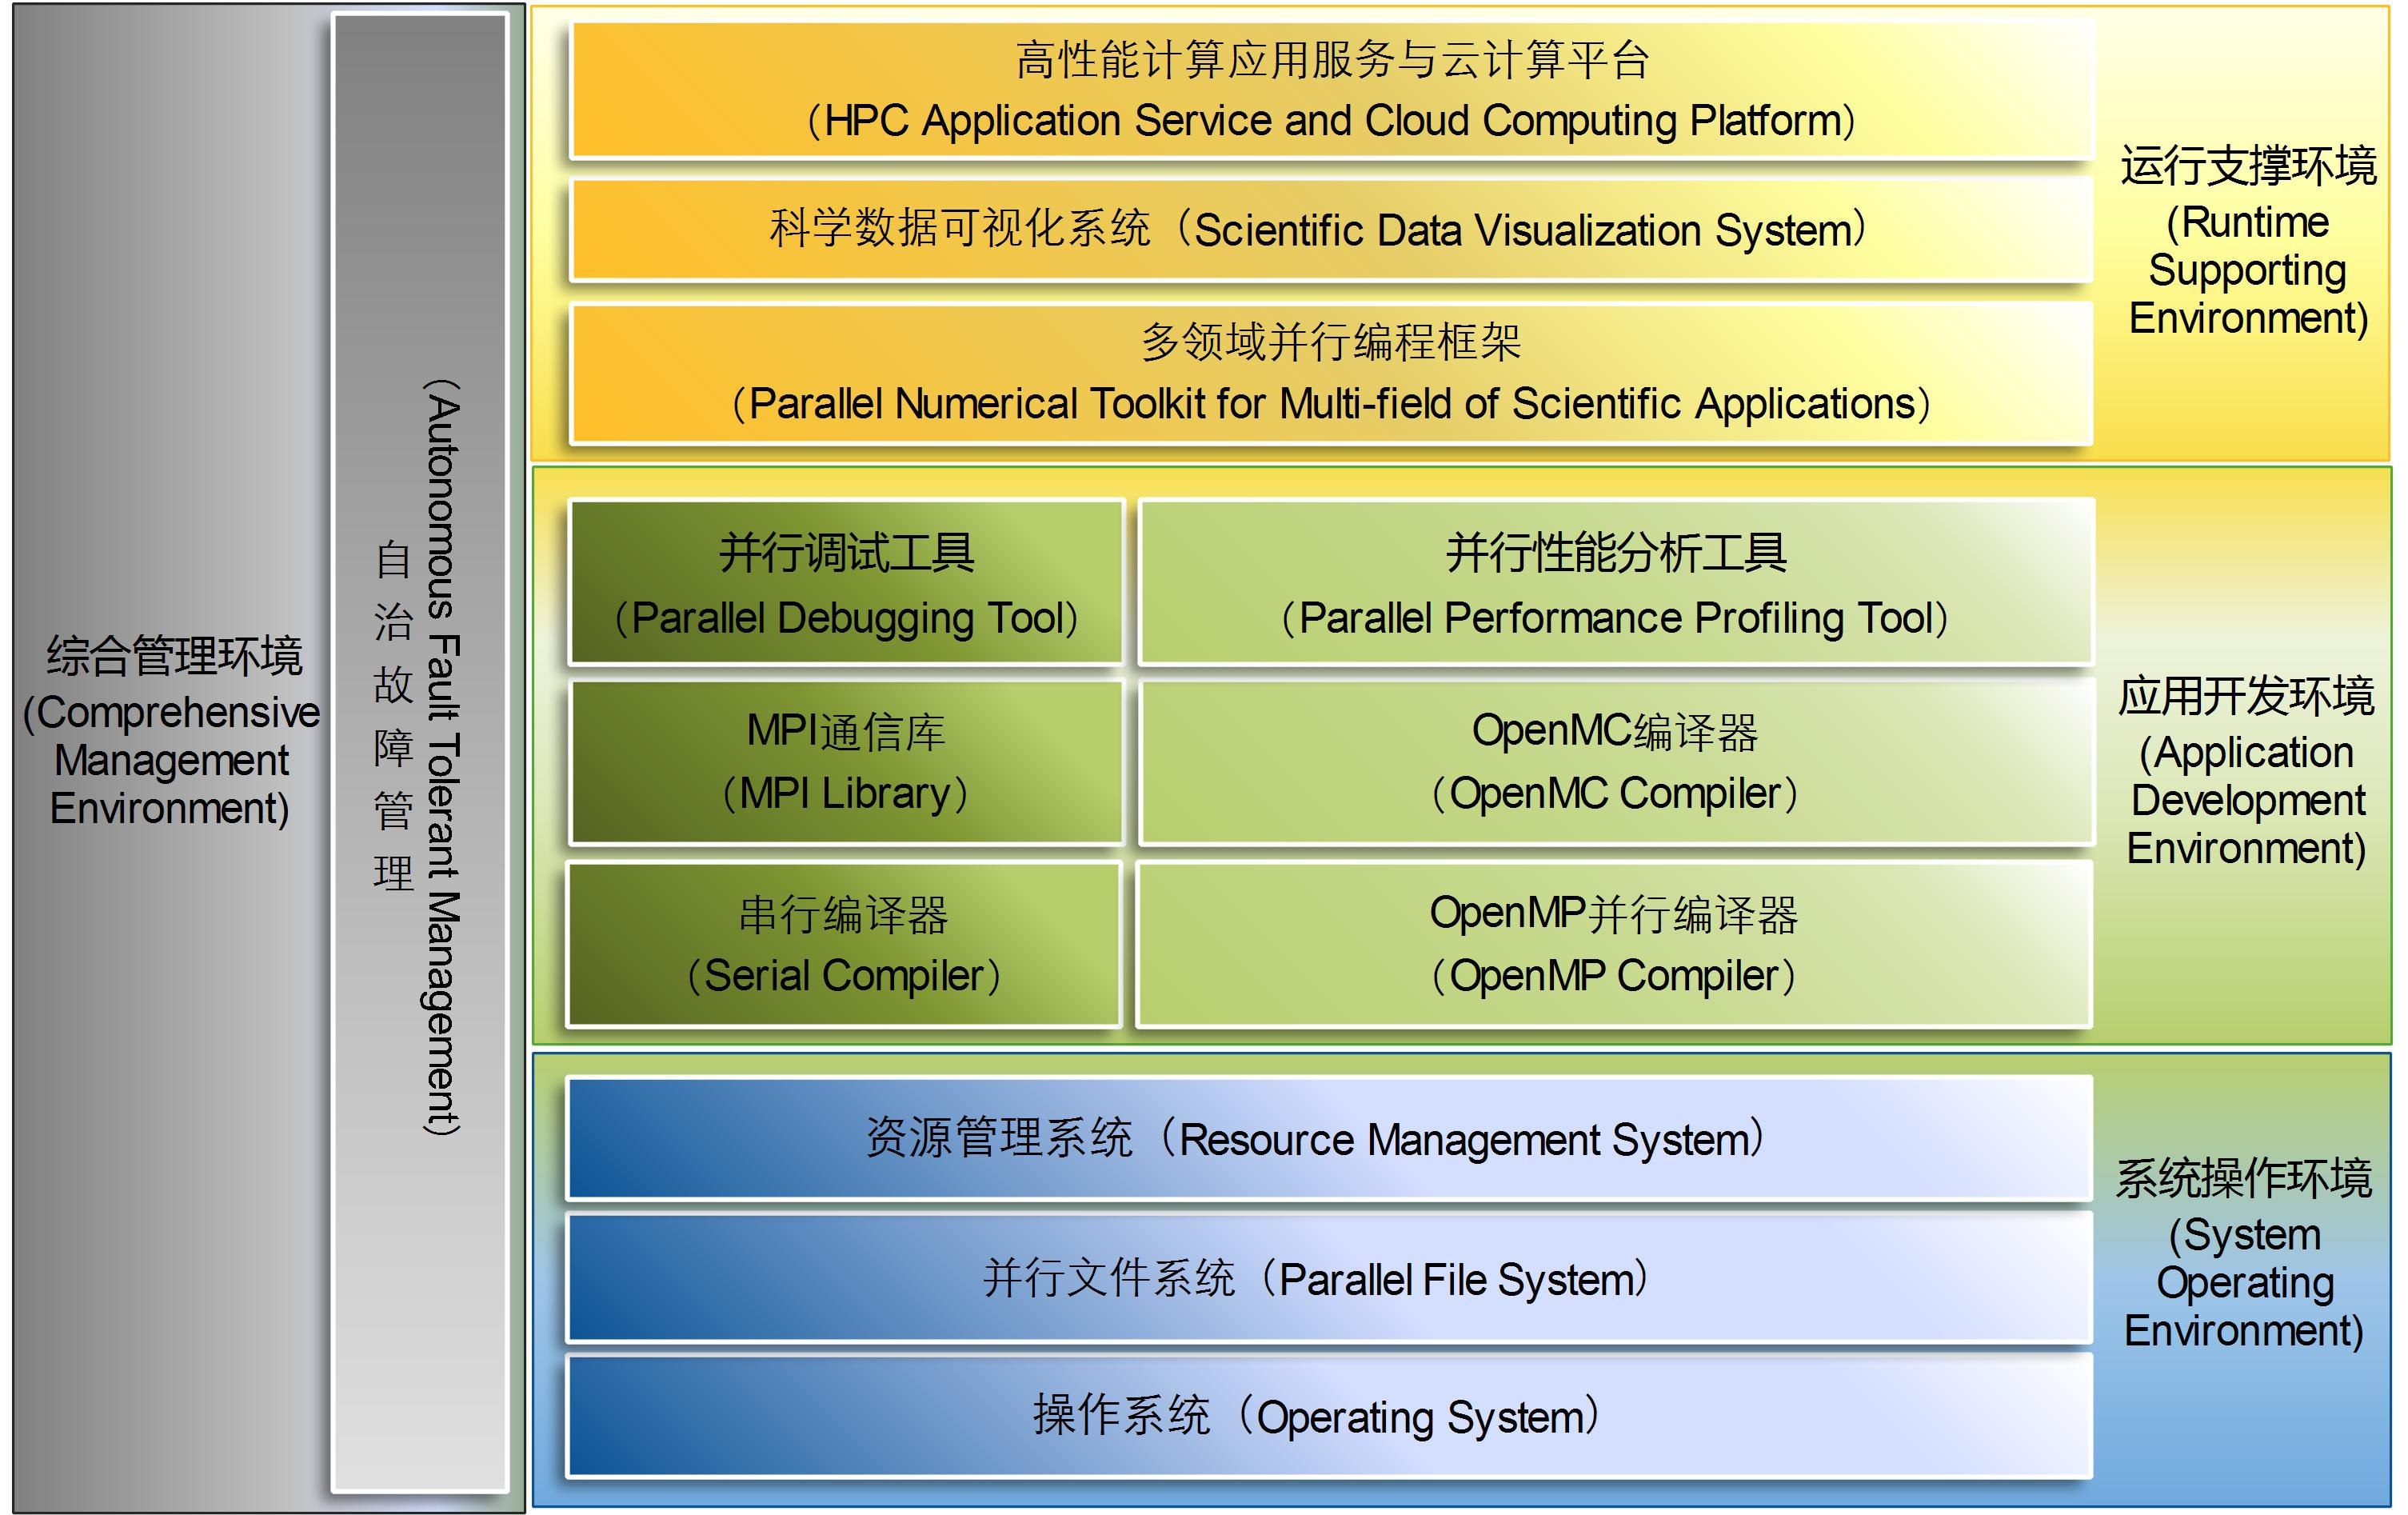 综合管理环境
(Comprehensive
Management
Environment)
自治故障管理
（Autonomous Fault Tolerant Management）
高性能计算应用服务与云计算平台
（HPC Application Service and Cloud Computing Platform）
科学数据可视化系统（Scientific Data Visualization System）
多领域并行编程框架
（Parallel Numerical Toolkit for Multi-field of Scientific Applications）
运行支撑环境
(Runtime
Supporting
Environment)
并行调试工具
（Parallel Debugging Tool）
并行性能分析工具
（Parallel Performance Profiling Tool）
MPI通信库
（MPI Library）
OpenMC编译器
（OpenMC Compiler）
串行编译器
（Serial Compiler）
OpenMP并行编译器
（OpenMP Compiler）
应用开发环境
(Application
Development
Environment)
资源管理系统（Resource Management System）
并行文件系统（Parallel File System）
操作系统（Operating System）
系统操作环境
(System
Operating
Environment)